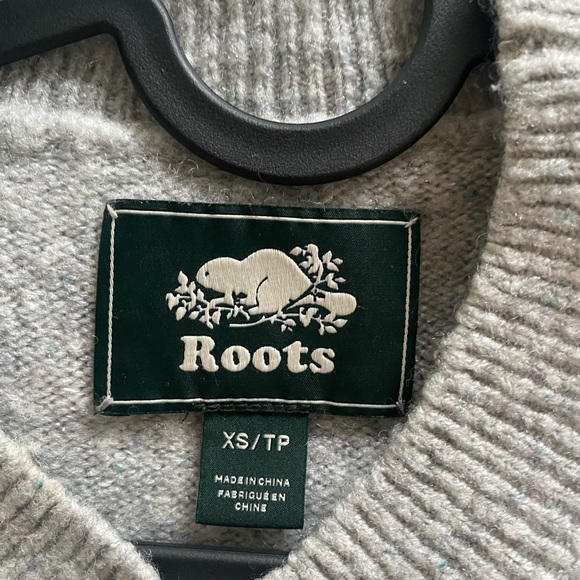 Roots
XS/TP
MADE IN CHINA
FABRIQUÉ EN
CHINE